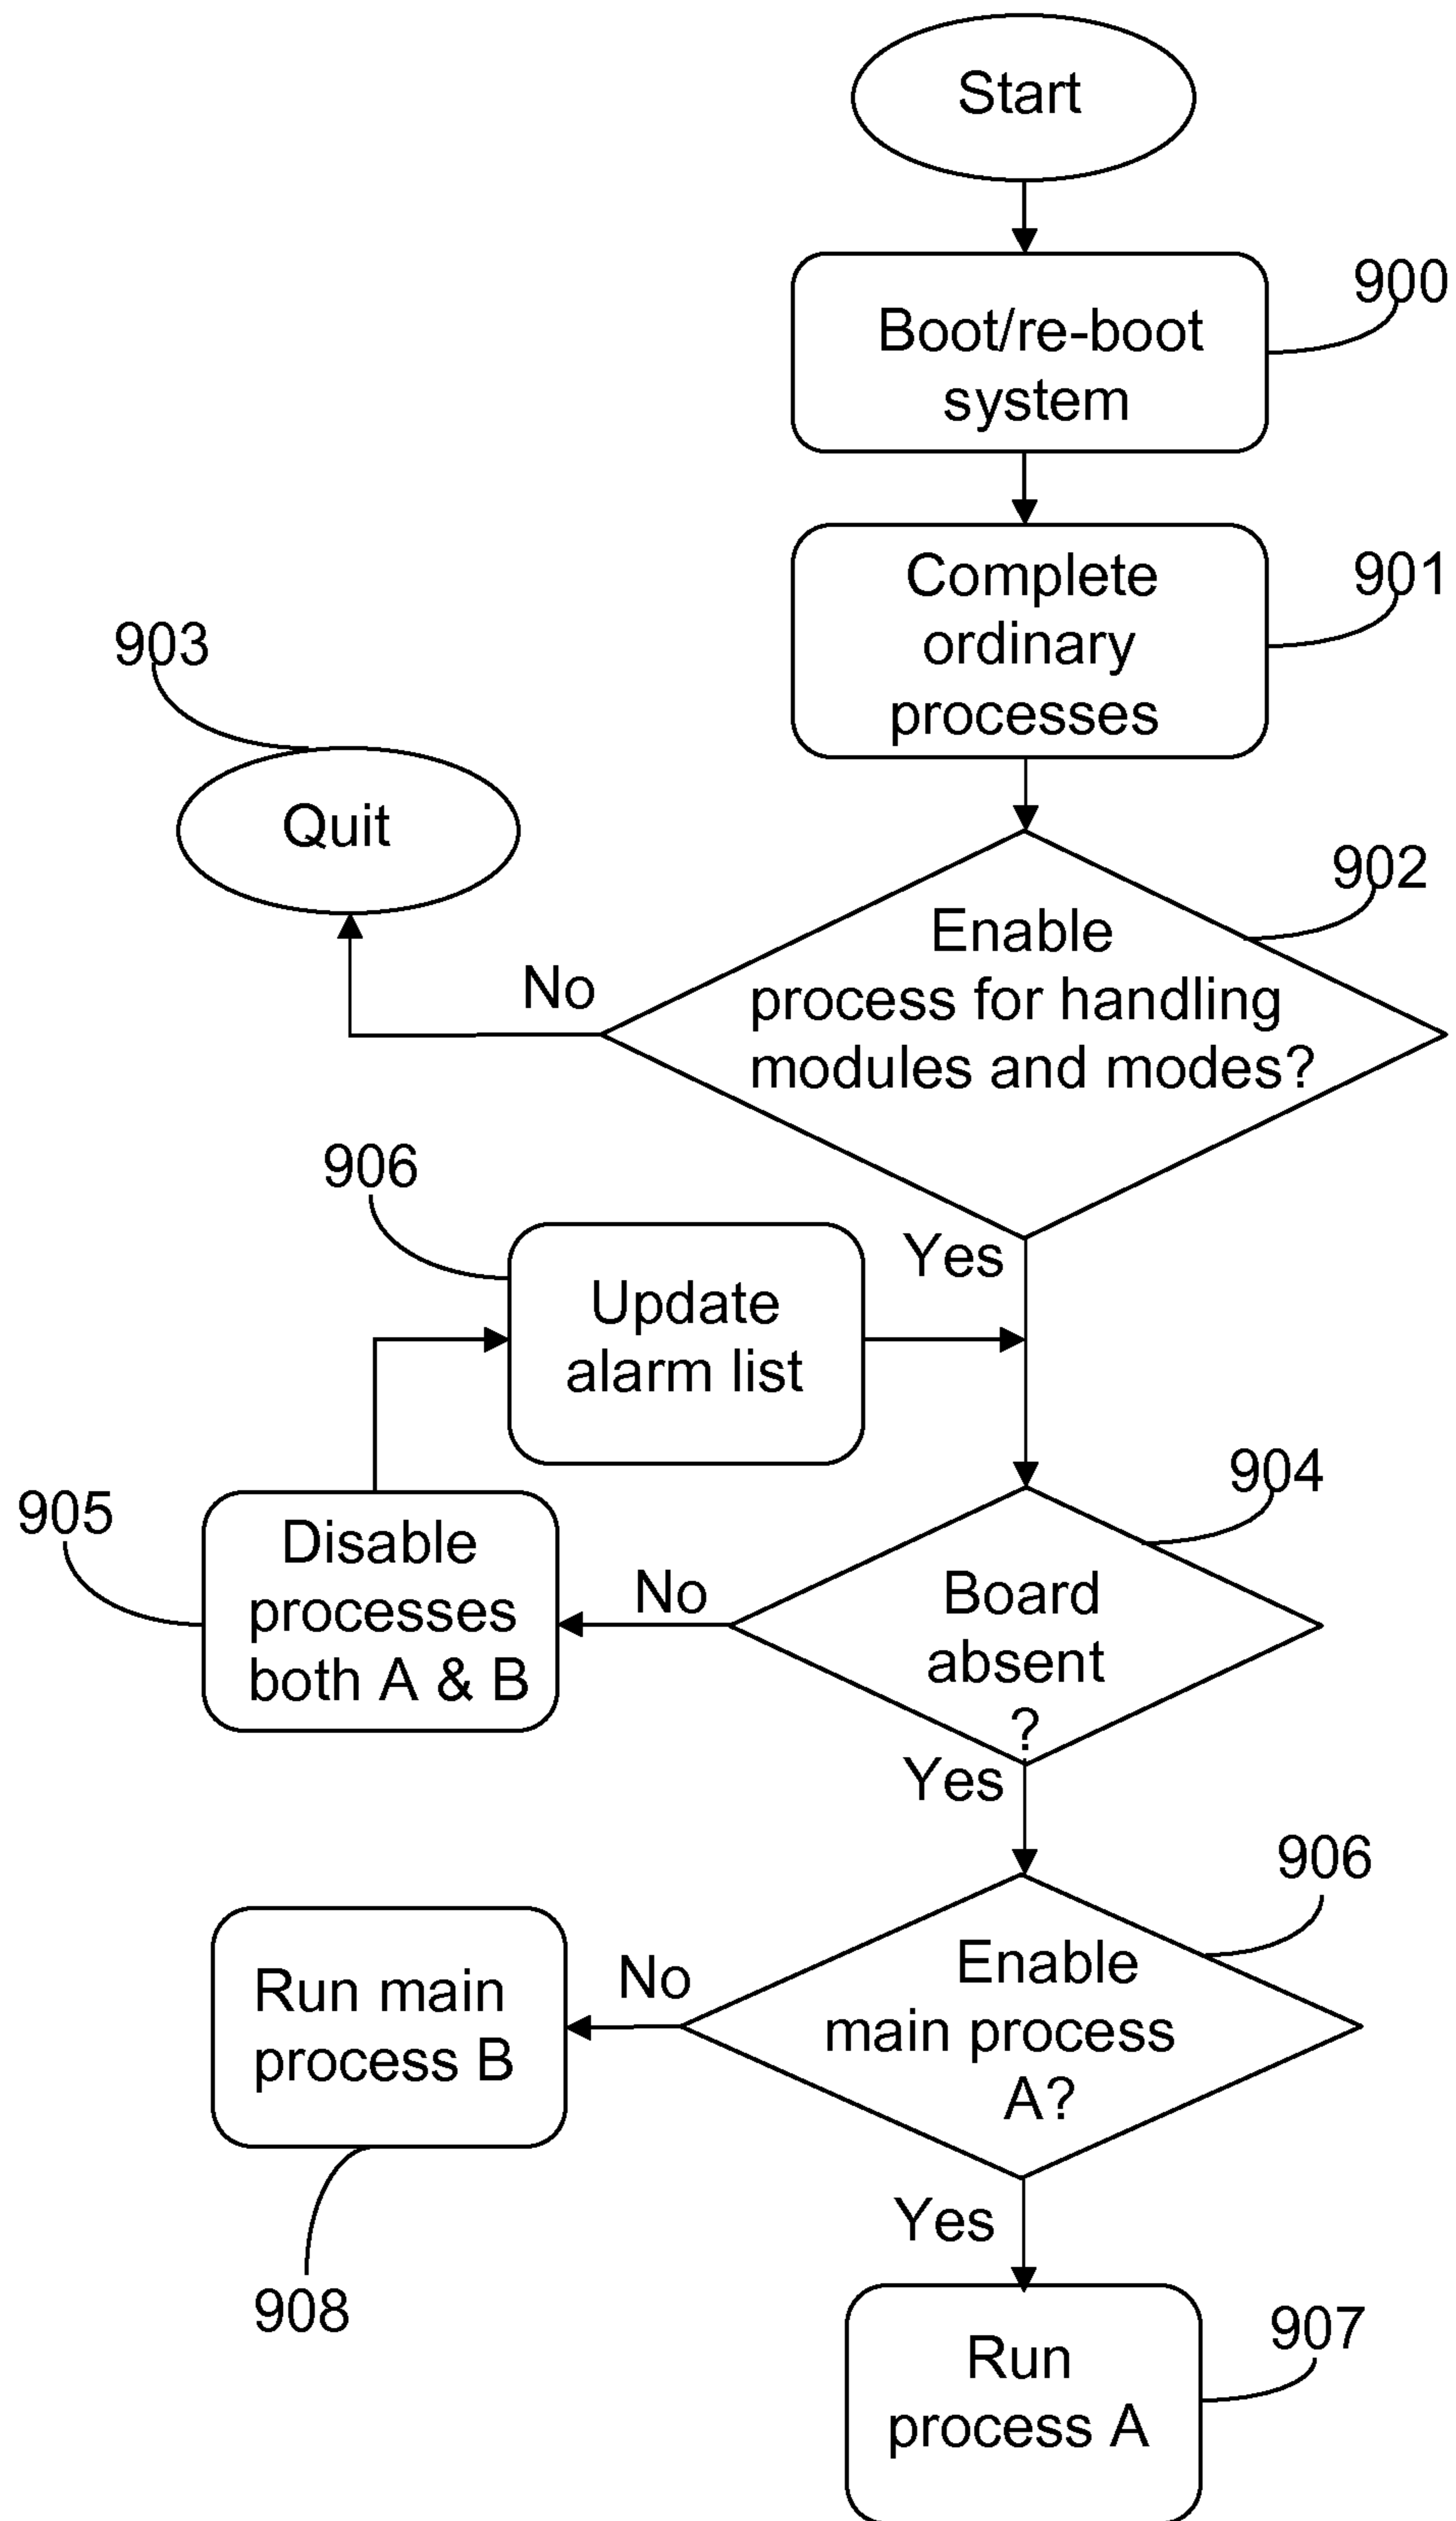 Start
900
Boot/re-boot
system
901
Complete
ordinary
processes
903
Quit
902
Enable
process for handling
modules and modes?
No
Yes
906
Update
alarm list
904
905
Disable
processes
both A & B
No
Board
absent
?
Yes
906
Enable
main process
A?
No
Run main
process B
Yes
908
907
Run
process A